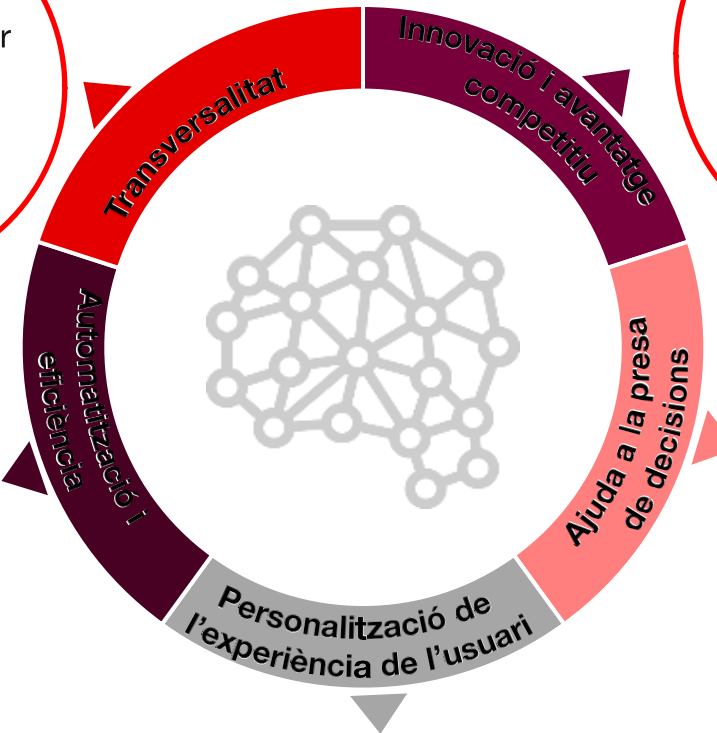 r
Transversalitat
Innovació i avantatge
competitiu
Ajuda a la presa
de decisions
Personalització de
l'experiència de l'usuari
Automatització i
eficiència